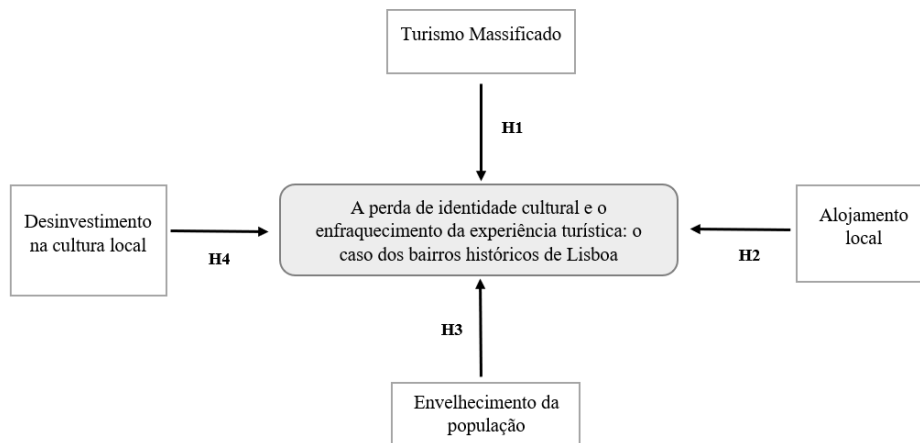 Turismo Massificado
H1
Desinvestimento
na cultura local
H4
A perda de identidade cultural e o
enfraquecimento da experiência turística: o
caso dos bairros históricos de Lisboa
H2
Alojamento
local
H3
Envelhecimento da
população